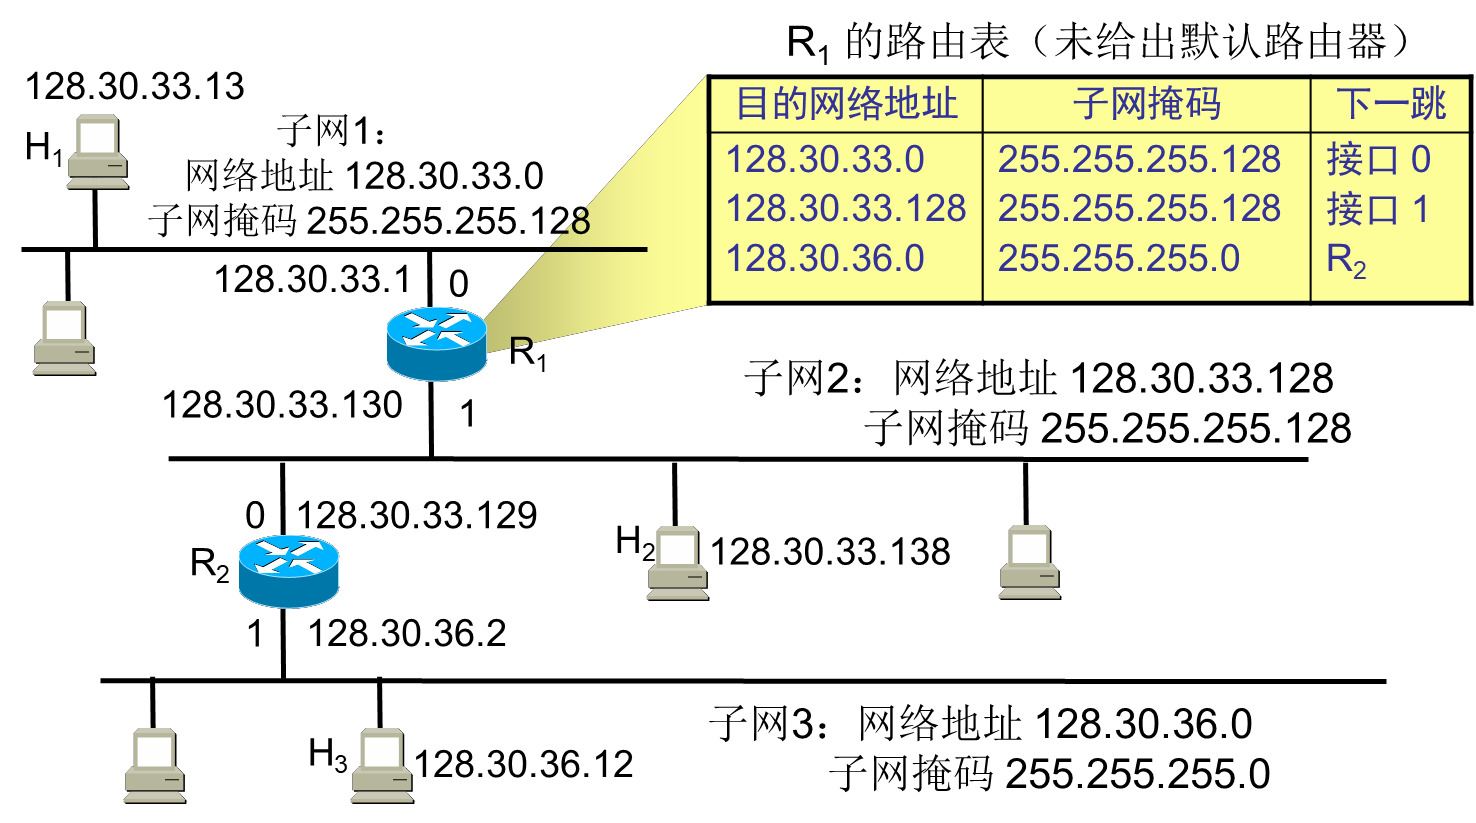 R1 的路由表（未给出默认路由器）
目的网络地址 子网掩码 下一跳
128.30.33.0 255.255.255.128 接口 0
128.30.33.128 255.255.255.128 接口 1
128.30.36.0 255.255.255.0 R2
128.30.33.13
H1
子网1：
网络地址 128.30.33.0
子网掩码 255.255.255.128
128.30.33.1 0
R1
128.30.33.130 1
子网2：网络地址 128.30.33.128
子网掩码 255.255.255.128
0 128.30.33.129
R2
H2 128.30.33.138
1 128.30.36.2
H3 128.30.36.12
子网3：网络地址 128.30.36.0
子网掩码 255.255.255.0